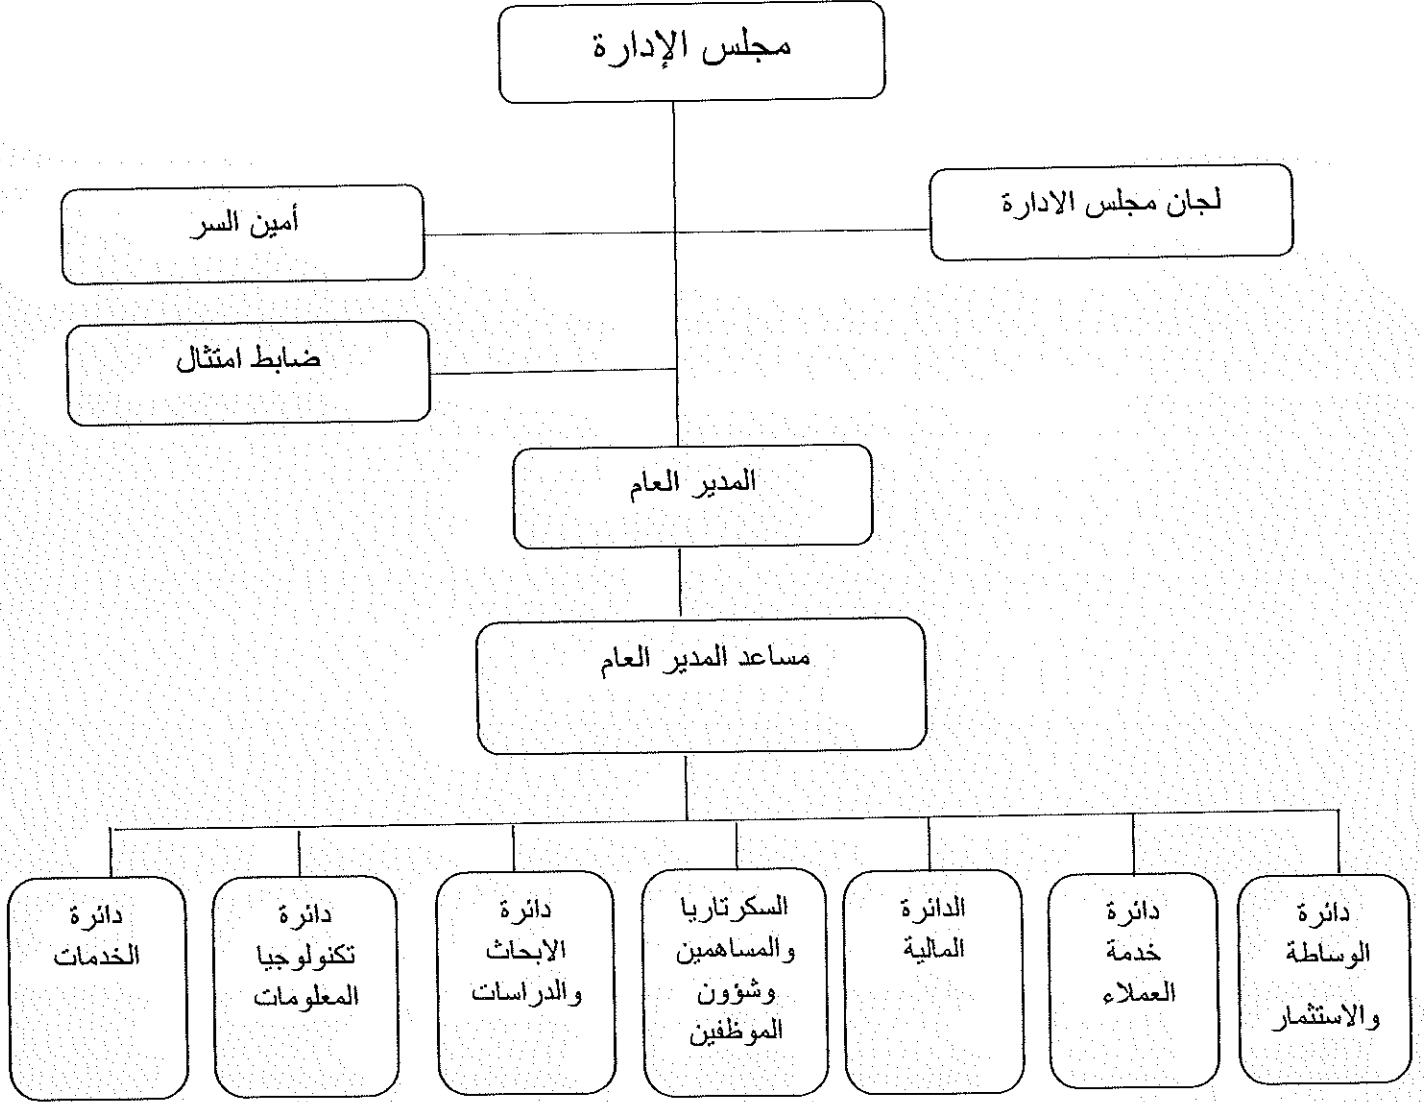 مجلس الإدارة
لجان مجلس الادارة
أمين السر
ضابط امتثال
المدير العام
مساعد المدير العام
دائرة
الوساطة
والاستثمار
دائرة
خدمة
العملاء
الدائرة
المالية
السكرتاريا
والمساهمين
وشؤون
الموظفين
دائرة
الابحاث
والدراسات
دائرة
تكنولوجيا
المعلومات
دائرة
الخدمات